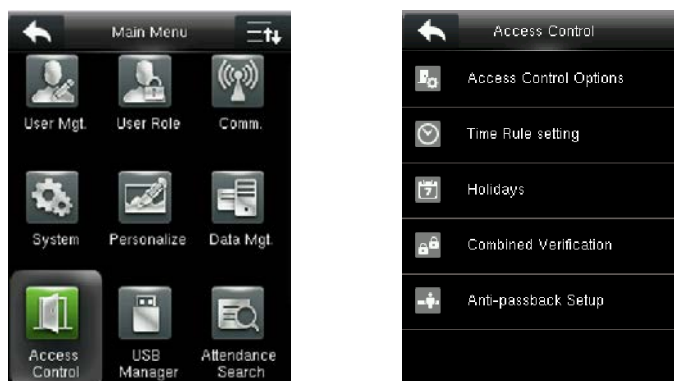 Main Menu
User Mgt.
User Role
Comm.
System
Personalize
Data Mgt.
Access
Control
USB
Manager
Attendance
Search
Access Control
Access Control Options
Time Rule setting
7
Holidays
Combined Verification
Anti-passback Setup